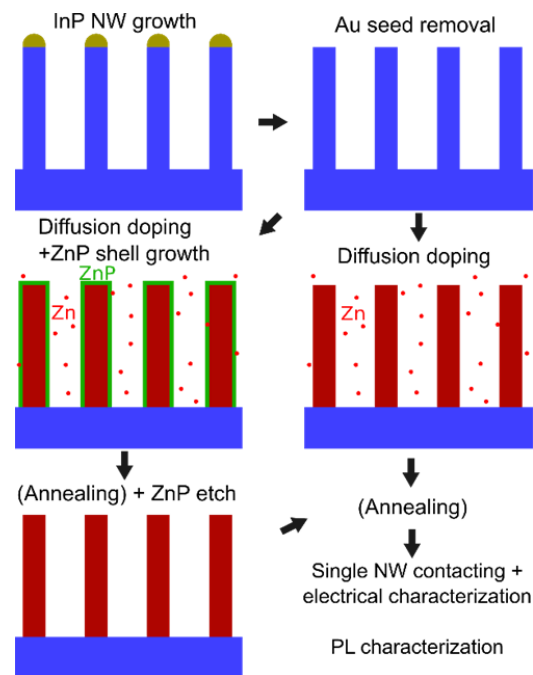 InP NW growth
Au seed removal
Diffusion doping
+ZnP shell growth
ZnP
Zn
Diffusion doping
Zn
(Annealing) + ZnP etch
(Annealing)
Single NW contacting +
electrical characterization
PL characterization